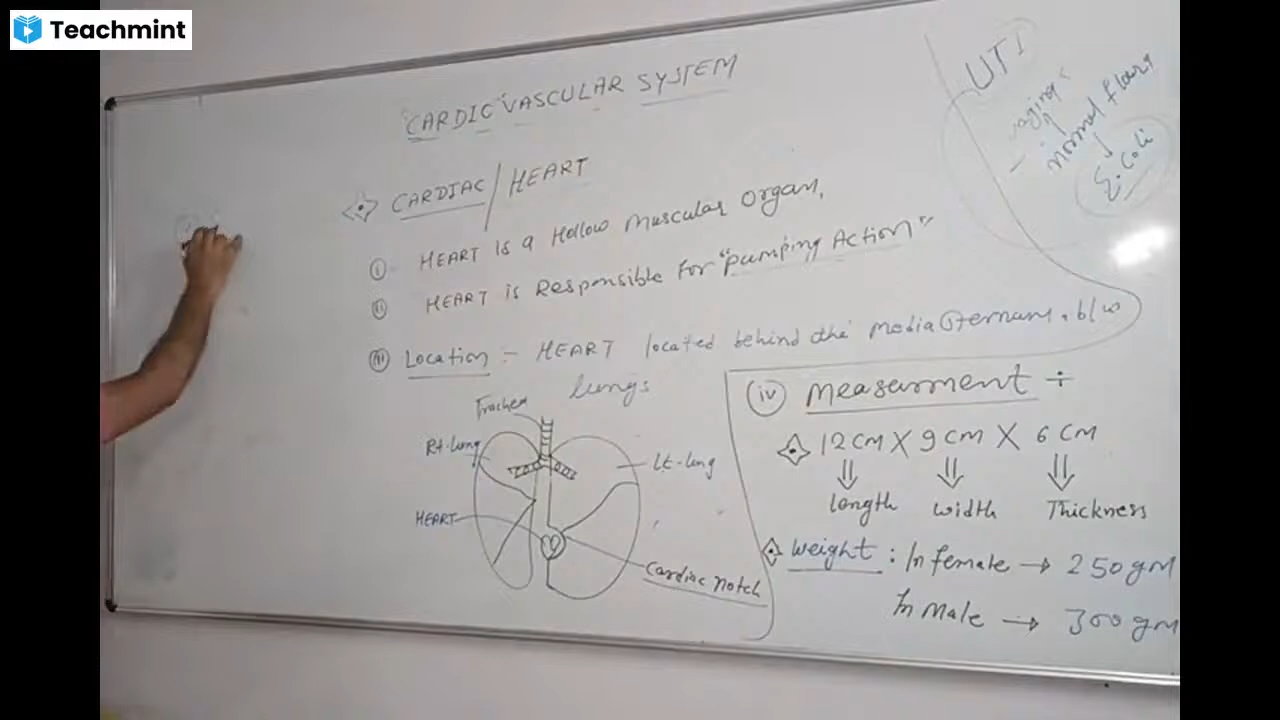 Teachmint
"CARDIC" VASCULAR SYSTEM
CARDIAC / HEART
(i) HEART is a Hollow Muscular Organ,
(ii) HEART is Responsible For "pumping Action"
(iii) Location :- HEART located behind the media sternam, b/w
lungs
Trachea
Rt-lung
Lt-lung
HEART
Cardiac notch
(iv) measurment ÷
12 CM X 9 CM X 6 CM
length width Thickness
weight : In female → 250 gm
In Male → 300 gm
UTI
normal flora
E. Coli